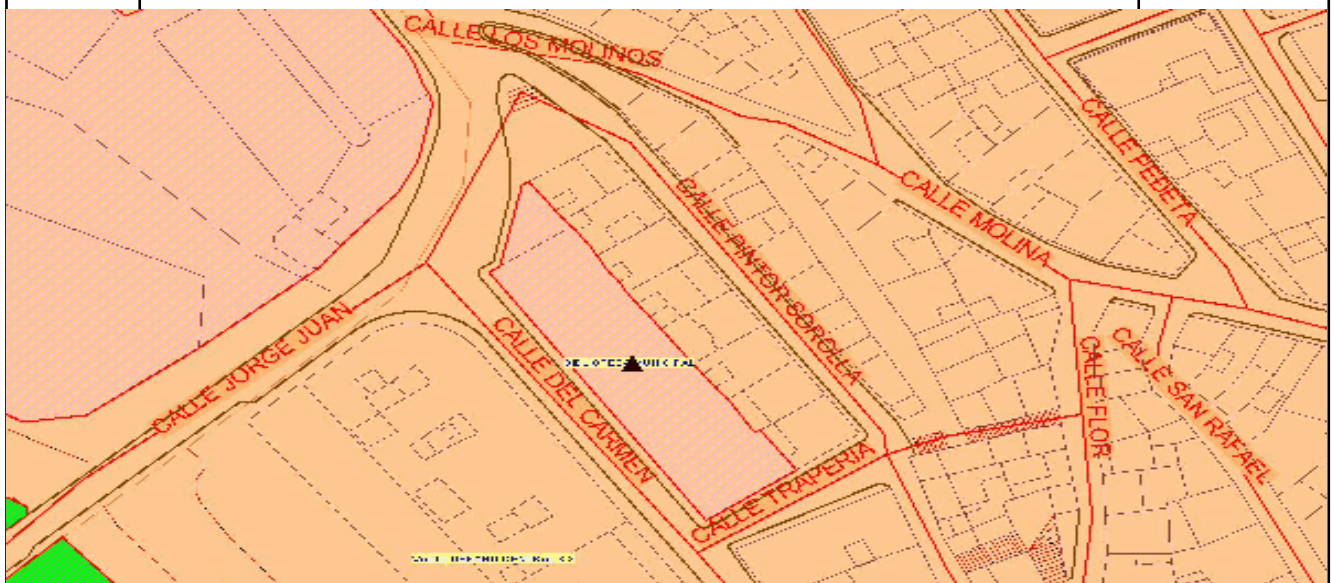 CALLE LOS MOLINOS
CALLE PEDETA
CALLE PINTOR SOROLLA
CALLE MOLINA
CALLE JORGE JUAN
CALLE DEL CARMEN
CALLE FLOR
CALLE SAN RAFAEL
CALLE TRAPERIA